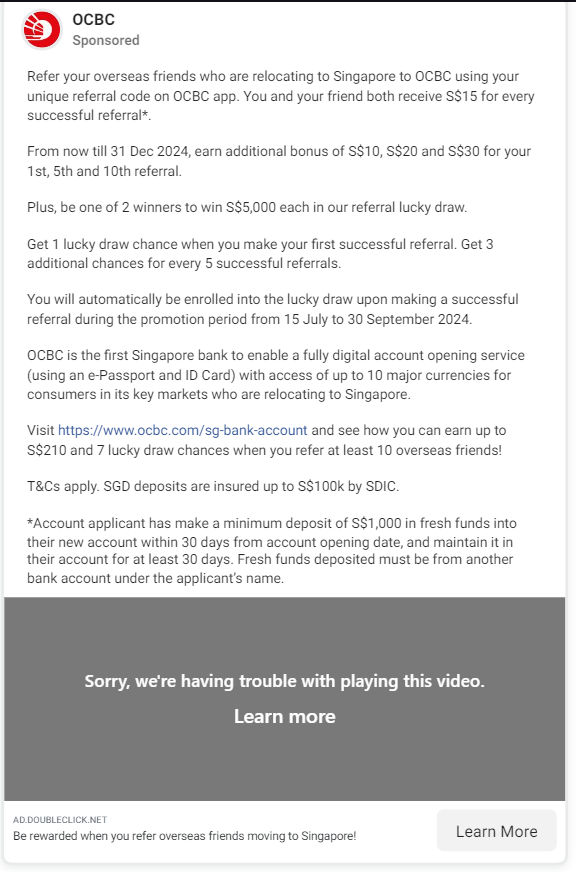 OCBC
Sponsored
Refer your overseas friends who are relocating to Singapore to OCBC using your
unique referral code on OCBC app. You and your friend both receive S$15 for every
successful referral*.
From now till 31 Dec 2024, earn additional bonus of S$10, S$20 and S$30 for your
1st, 5th and 10th referral.
Plus, be one of 2 winners to win S$5,000 each in our referral lucky draw.
Get 1 lucky draw chance when you make your first successful referral. Get 3
additional chances for every 5 successful referrals.
You will automatically be enrolled into the lucky draw upon making a successful
referral during the promotion period from 15 July to 30 September 2024.
OCBC is the first Singapore bank to enable a fully digital account opening service
(using an e-Passport and ID Card) with access of up to 10 major currencies for
consumers in its key markets who are relocating to Singapore.
Visit https://www.ocbc.com/sg-bank-account and see how you can earn up to
S$210 and 7 lucky draw chances when you refer at least 10 overseas friends!
T&Cs apply. SGD deposits are insured up to S$100k by SDIC.
*Account applicant has make a minimum deposit of S$1,000 in fresh funds into
their new account within 30 days from account opening date, and maintain it in
their account for at least 30 days. Fresh funds deposited must be from another
bank account under the applicant's name.
Sorry, we're having trouble with playing this video.
Learn more
AD.DOUBLECLICK.NET
Be rewarded when you refer overseas friends moving to Singapore!
Learn More